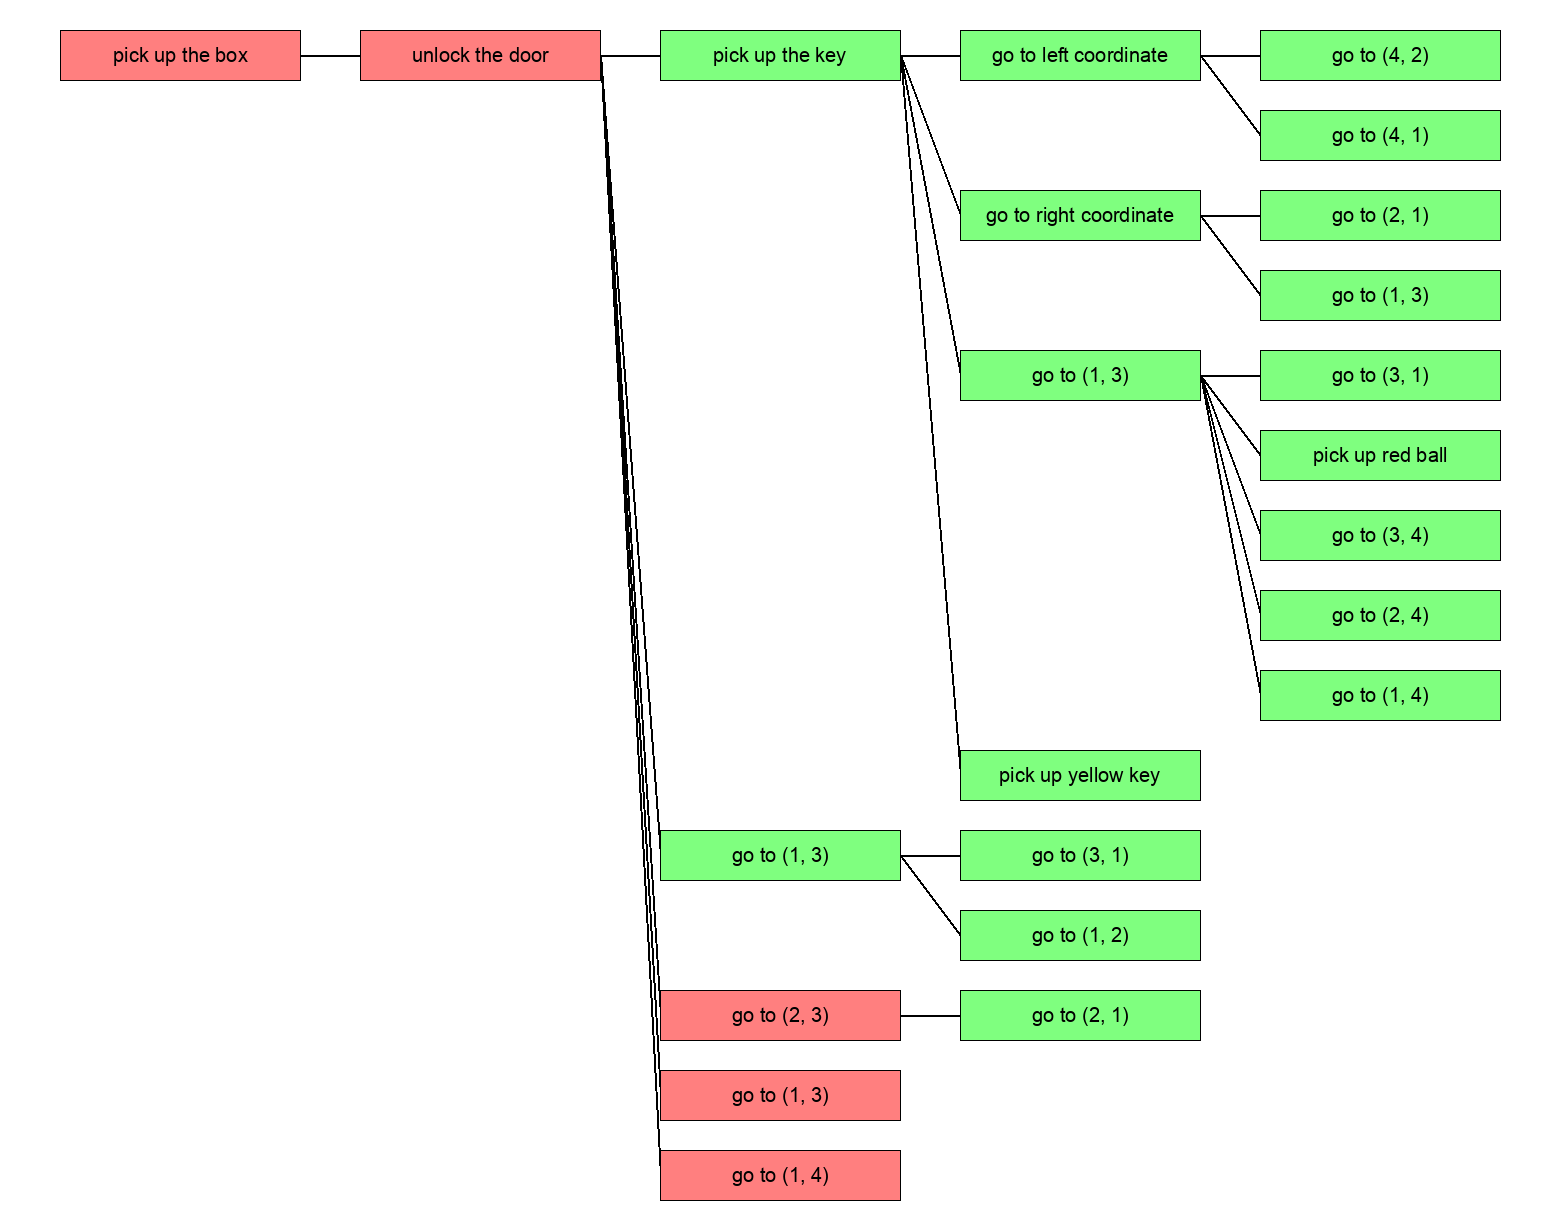 pick up the box
unlock the door
pick up the key
go to left coordinate
go to (4, 2)
go to (4, 1)
go to right coordinate
go to (2, 1)
go to (1, 3)
go to (1, 3)
go to (3, 1)
pick up red ball
go to (3, 4)
go to (2, 4)
go to (1, 4)
pick up yellow key
go to (1, 3)
go to (3, 1)
go to (1, 2)
go to (2, 3)
go to (2, 1)
go to (1, 3)
go to (1, 4)